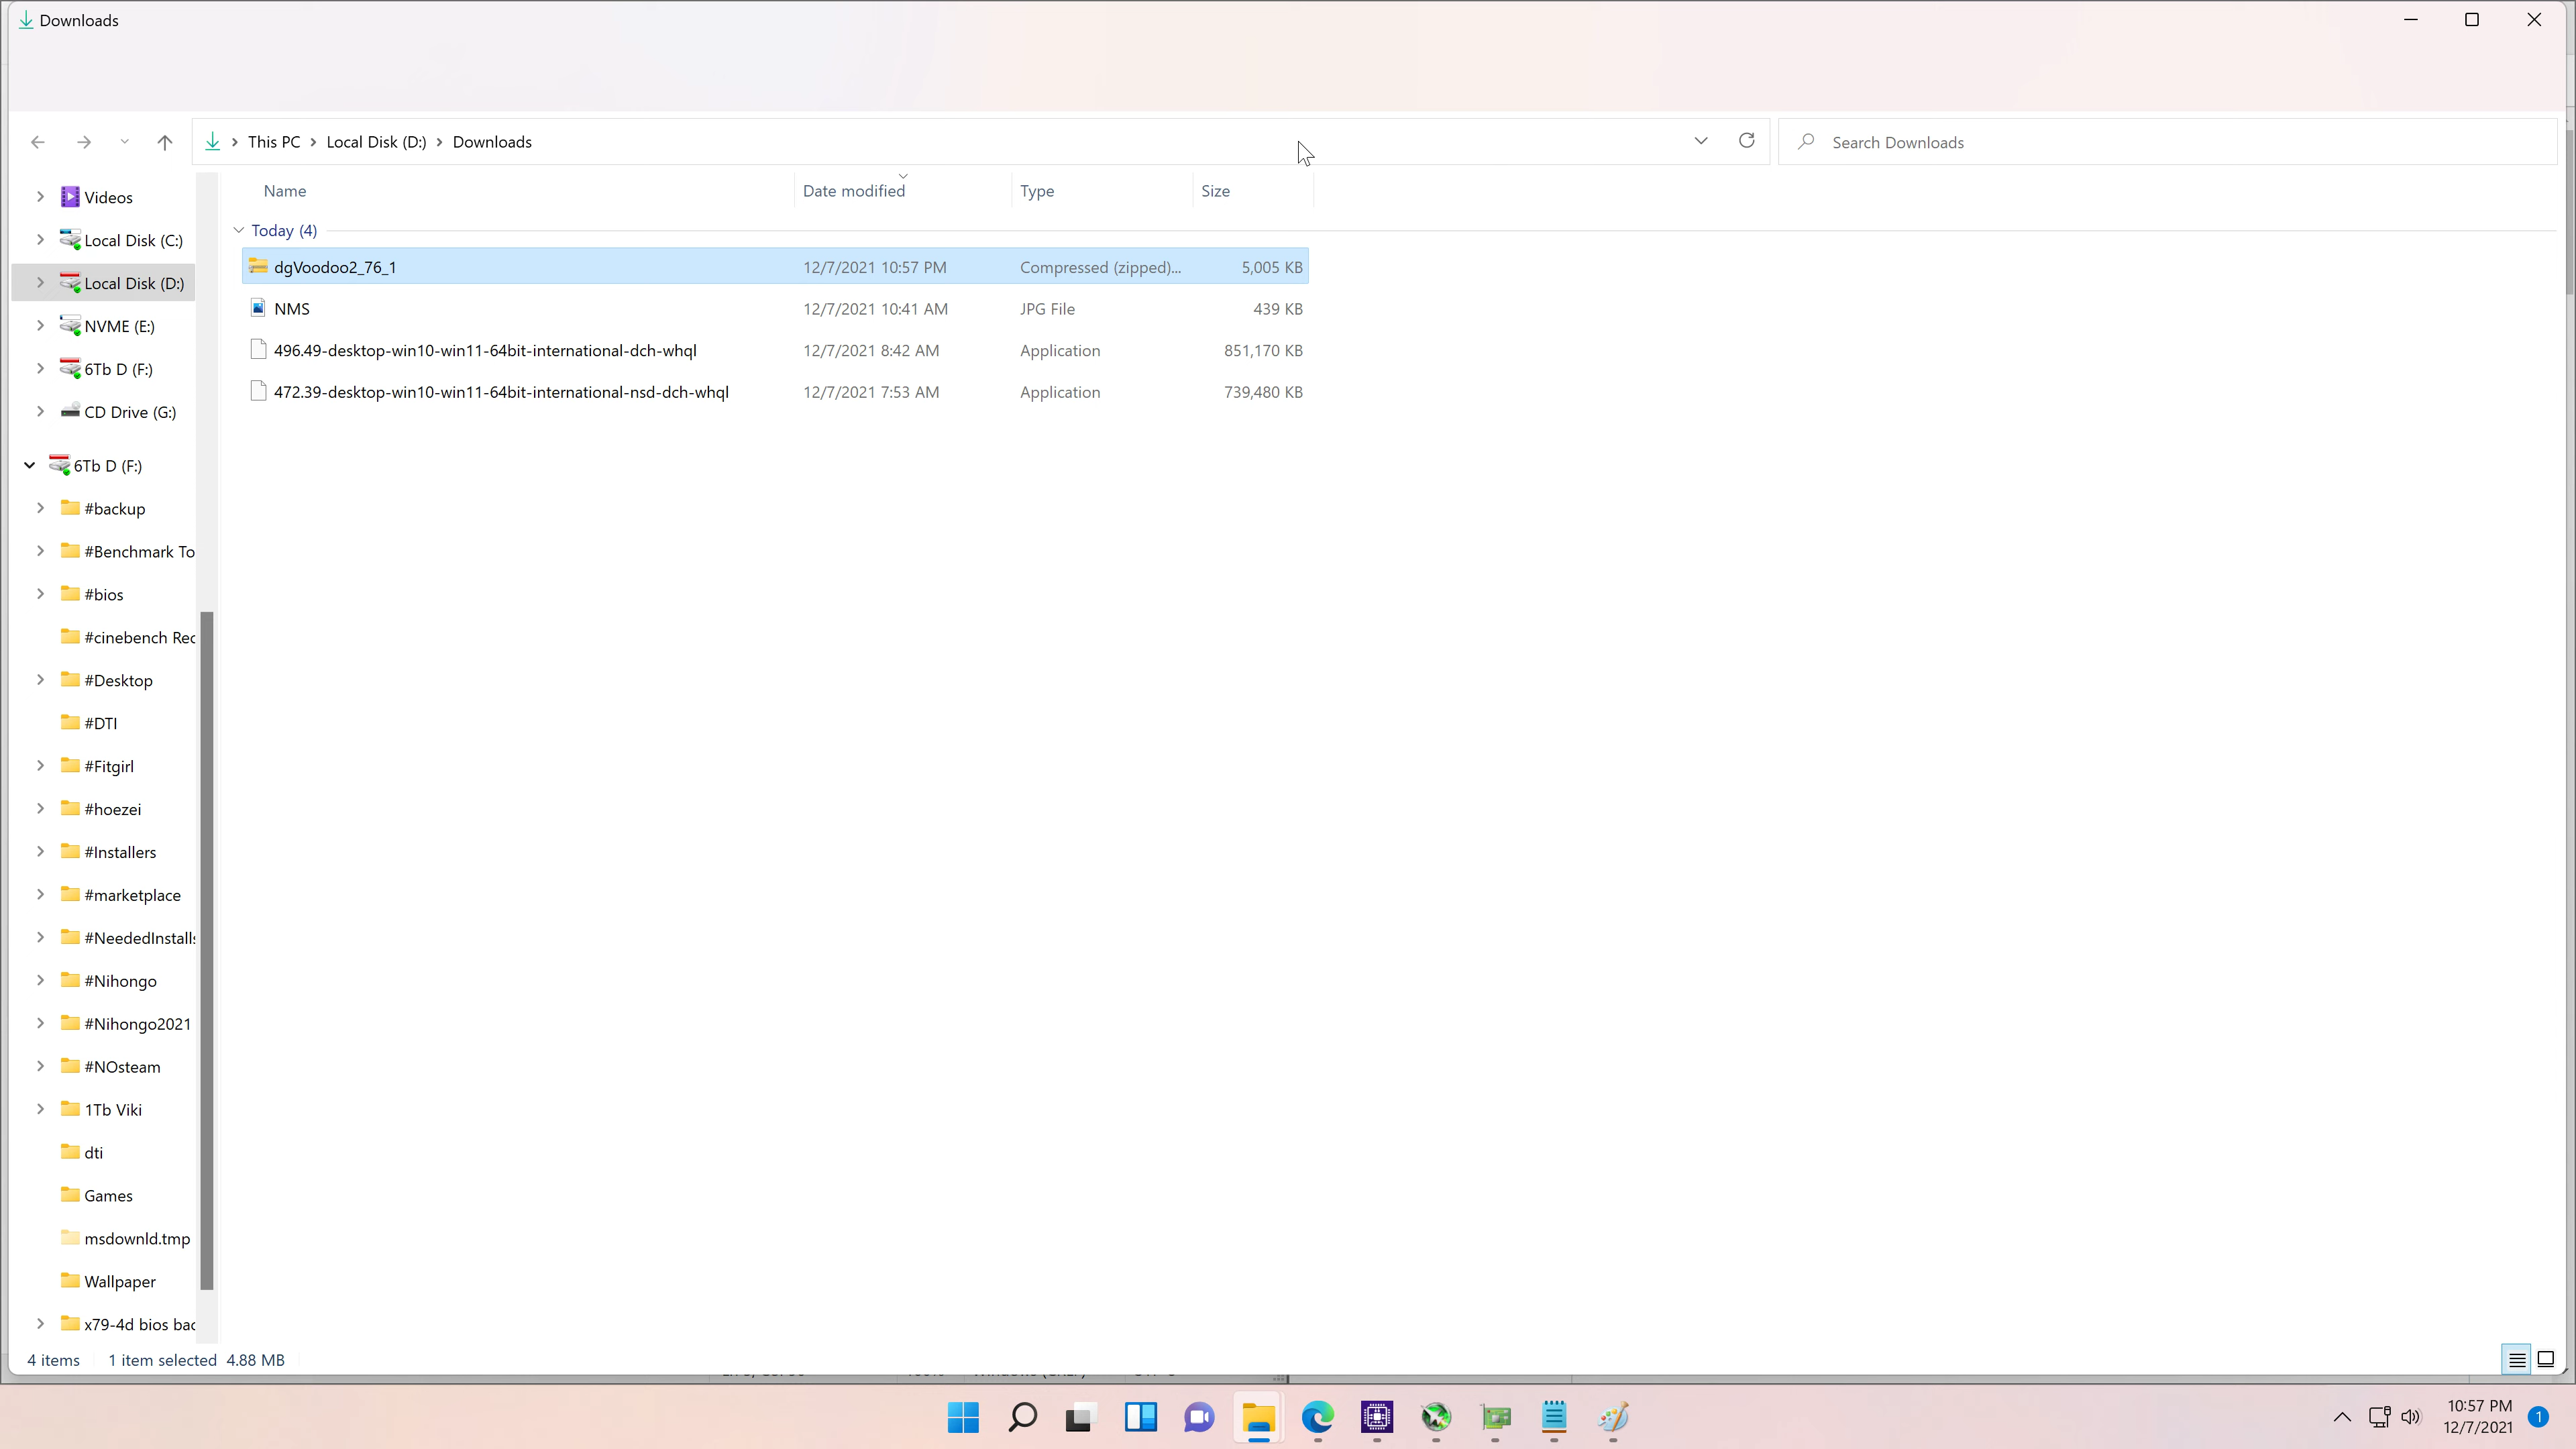 Downloads
This PC > Local Disk (D:) > Downloads
Search Downloads
Name Date modified Type Size
Today (4)
dgVoodoo2_76_1 12/7/2021 10:57 PM Compressed (zipped)... 5,005 KB
NMS 12/7/2021 10:41 AM JPG File 439 KB
496.49-desktop-win10-win11-64bit-international-dch-whql 12/7/2021 8:42 AM Application 851,170 KB
472.39-desktop-win10-win11-64bit-international-nsd-dch-whql 12/7/2021 7:53 AM Application 739,480 KB
Videos
Local Disk (C:)
Local Disk (D:)
NVME (E:)
6Tb D (F:)
CD Drive (G:)
6Tb D (F:)
#backup
#Benchmark To
#bios
#cinebench Rec
#Desktop
#DTI
#Fitgirl
#hoezei
#Installers
#marketplace
#NeededInstalls
#Nihongo
#Nihongo2021
#NOsteam
1Tb Viki
dti
Games
msdownld.tmp
Wallpaper
x79-4d bios bac
4 items 1 item selected 4.88 MB
10:57 PM
12/7/2021
1